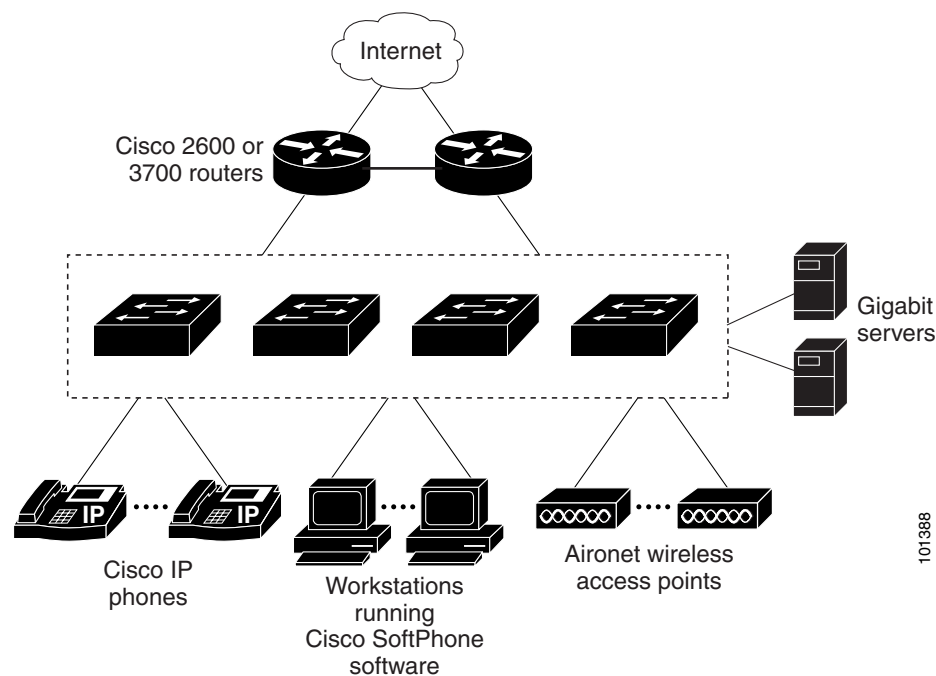 Internet
Cisco 2600 or
3700 routers
Gigabit
servers
IP
IP
Cisco IP
phones
Workstations
running
Cisco SoftPhone
software
Aironet wireless
access points
101388